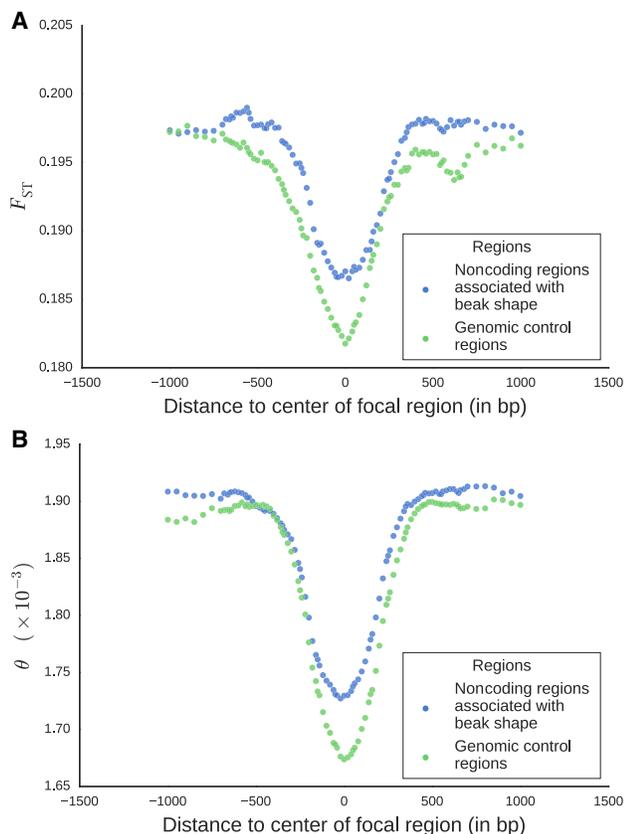 A
0.205
0.200
0.195
0.190
0.185
0.180
F_ST
−1500 −1000 −500 0 500 1000 1500
Distance to center of focal region (in bp)
Regions
Noncoding regions
associated with
beak shape
Genomic control
regions
B
1.95
1.90
1.85
1.80
1.75
1.70
1.65
θ (×10⁻³)
−1500 −1000 −500 0 500 1000 1500
Distance to center of focal region (in bp)
Regions
Noncoding regions
associated with
beak shape
Genomic control
regions